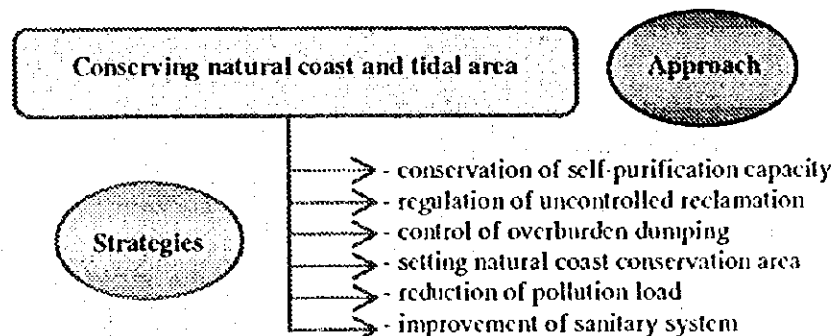 Conserving natural coast and tidal area
Approach
Strategies
- conservation of self-purification capacity
- regulation of uncontrolled reclamation
- control of overburden dumping
- setting natural coast conservation area
- reduction of pollution load
- improvement of sanitary system